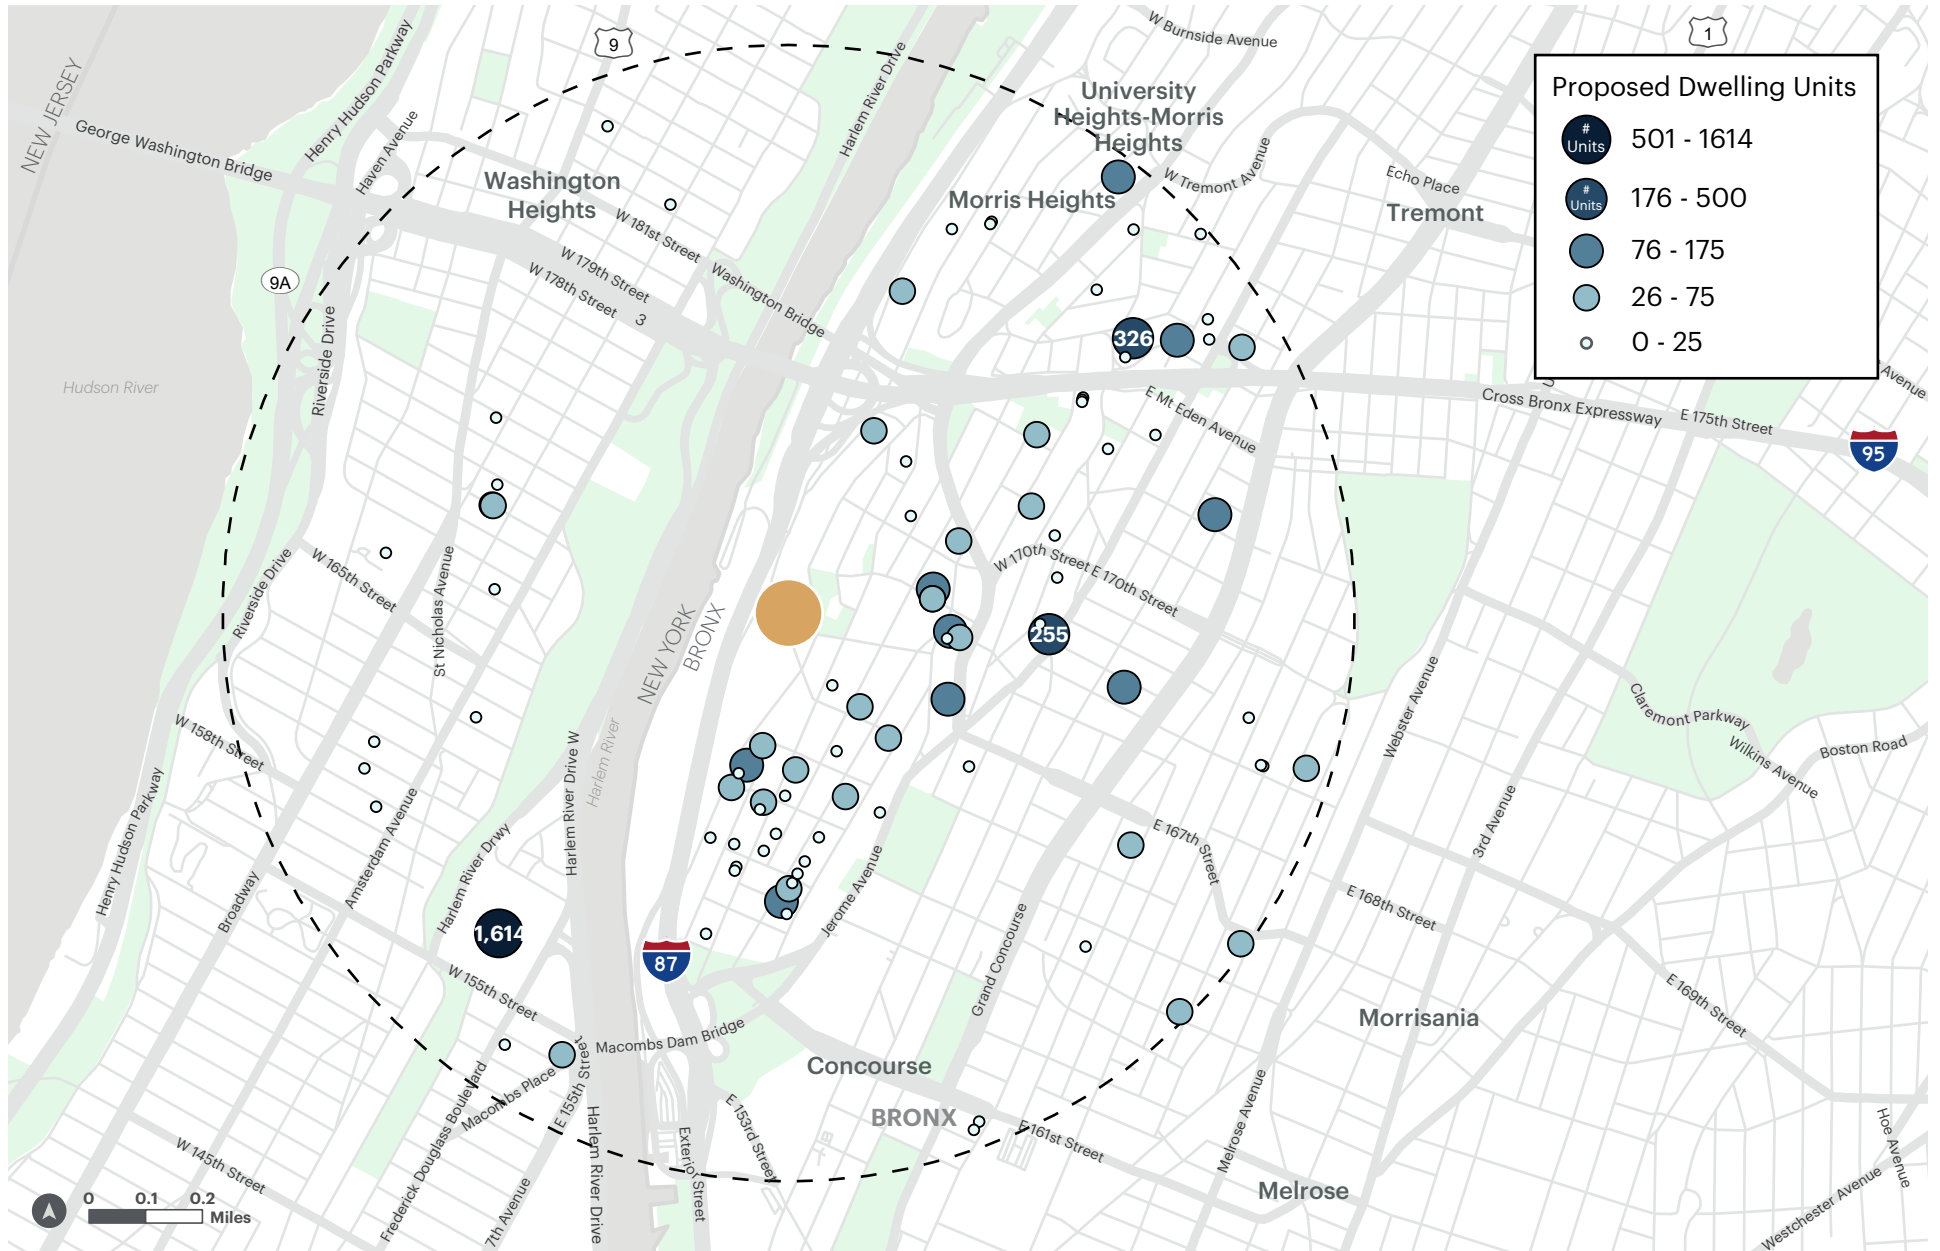 NEW JERSEY
George Washington Bridge
Henry Hudson Parkway
Haven Avenue
9
Harlem River Drive
W Burnside Avenue
1
University
Heights-Morris
Heights
Washington
Heights
W 181st Street
W 179th Street
W 178th Street
3
Washington Bridge
Morris Heights
W Tremont Avenue
Echo Place
Tremont
Proposed Dwelling Units
#
Units
501 - 1614
#
Units
176 - 500
76 - 175
26 - 75
0 - 25
9A
Hudson River
Riverside Drive
326
E Mt Eden Avenue
Cross Bronx Expressway
E 175th Street
Avenue
95
W 165th Street
Riverside Drive
St Nicholas Avenue
NEW YORK
BRONX
W 170th Street
E 170th Street
255
Webster Avenue
Claremont Parkway
Wilkins Avenue
Boston Road
W 158th Street
Henry Hudson Parkway
Amsterdam Avenue
Broadway
Harlem River Drwy
Harlem River Drive W
Harlem River
1,614
W 155th Street
87
Jerome Avenue
Grand Concourse
E 167th Street
E 168th Street
3rd Avenue
E 169th Street
Morrisania
Macombs Dam Bridge
Macombs Place
E 155th Street
Concourse
BRONX
E 153rd Street
Exterior Street
E 161st Street
Melrose Avenue
Melrose
Hoe Avenue
Westchester Avenue
W 145th Street
Frederick Douglass Boulevard
7th Avenue
Harlem River Drive
0 0.1 0.2
Miles